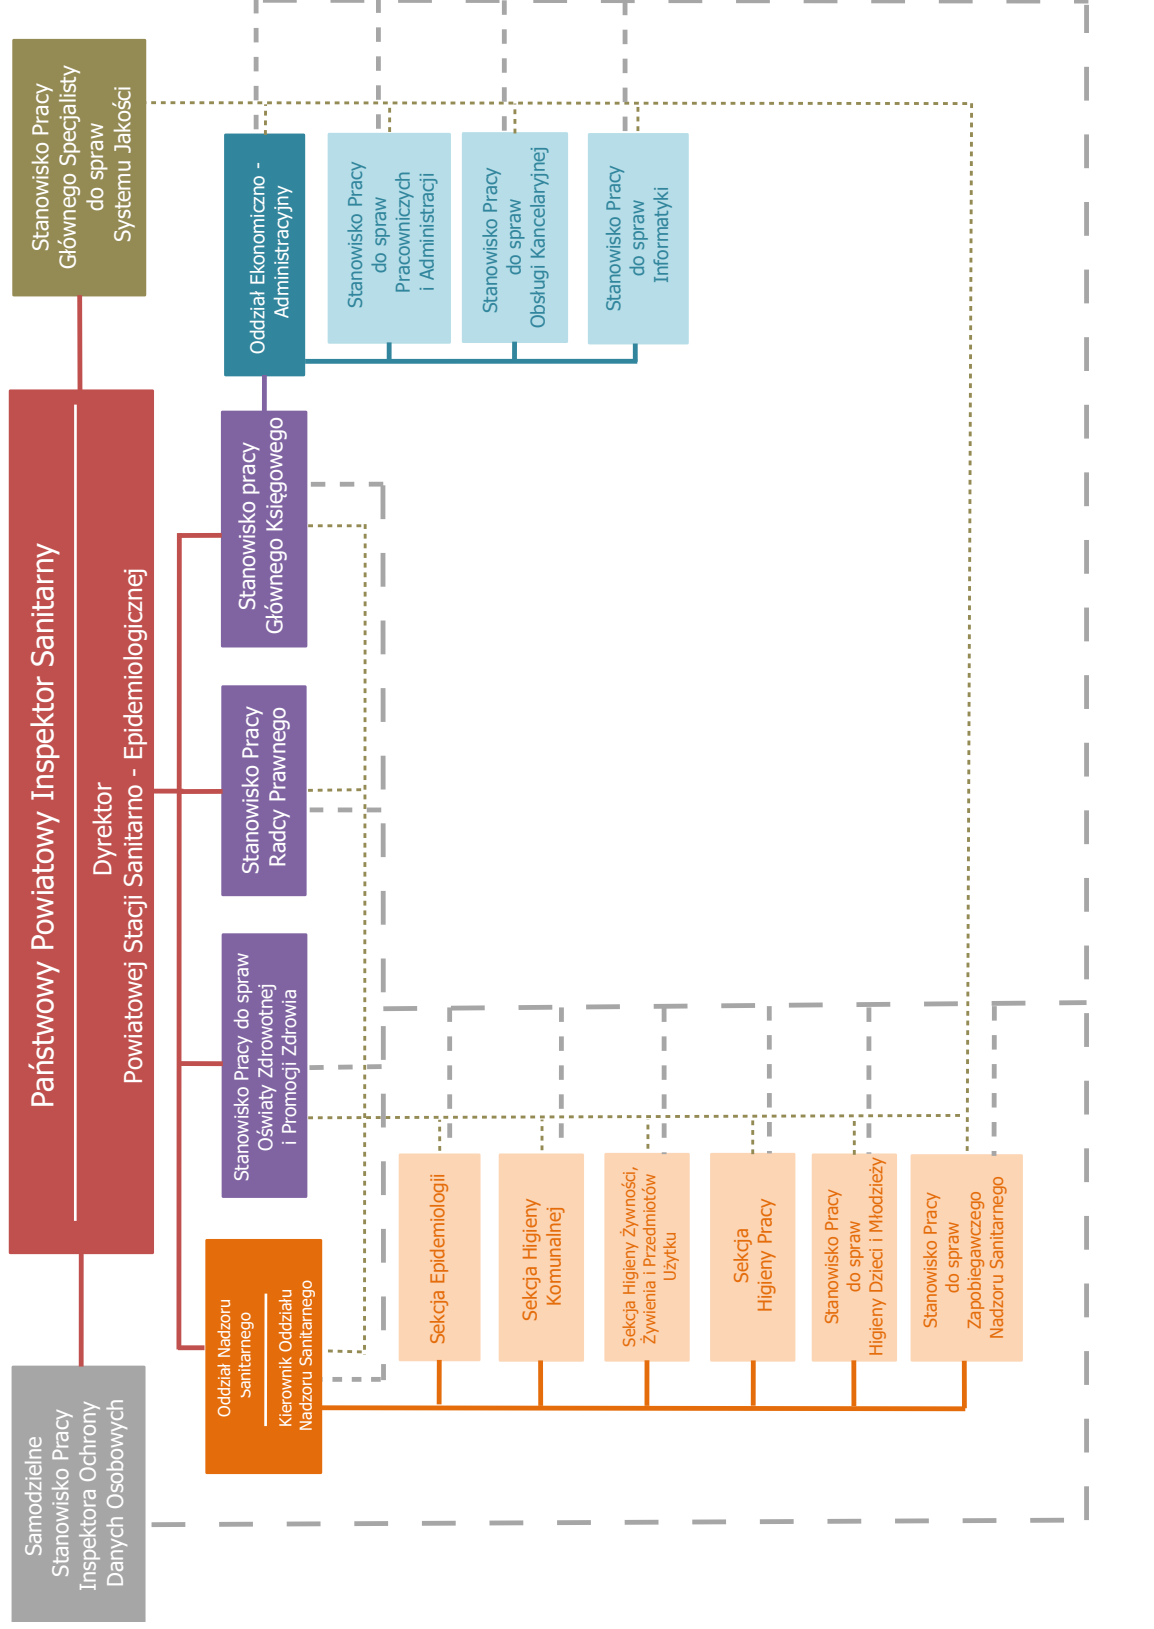 Samodzielne
Stanowisko Pracy
Inspektora Ochrony
Danych Osobowych
Państwowy Powiatowy Inspektor Sanitarny
Dyrektor
Powiatowej Stacji Sanitarno - Epidemiologicznej
Stanowisko Pracy
Głównego Specjalisty
do spraw
Systemu Jakości
Oddział Nadzoru
Sanitarnego
Kierownik Oddziału
Nadzoru Sanitarnego
Stanowisko Pracy do spraw
Oświaty Zdrowotnej
i Promocji Zdrowia
Stanowisko Pracy
Radcy Prawnego
Stanowisko pracy
Głównego Księgowego
Oddział Ekonomiczno -
Administracyjny
Sekcja Epidemiologii
Sekcja Higieny
Komunalnej
Sekcja Higieny Żywności,
Żywienia i Przedmiotów
Użytku
Sekcja
Higieny Pracy
Stanowisko Pracy
do spraw
Higieny Dzieci i Młodzieży
Stanowisko Pracy
do spraw
Zapobiegawczego
Nadzoru Sanitarnego
Stanowisko Pracy
do spraw
Pracowniczych
i Administracji
Stanowisko Pracy
do spraw
Obsługi Kancelaryjnej
Stanowisko Pracy
do spraw
Informatyki